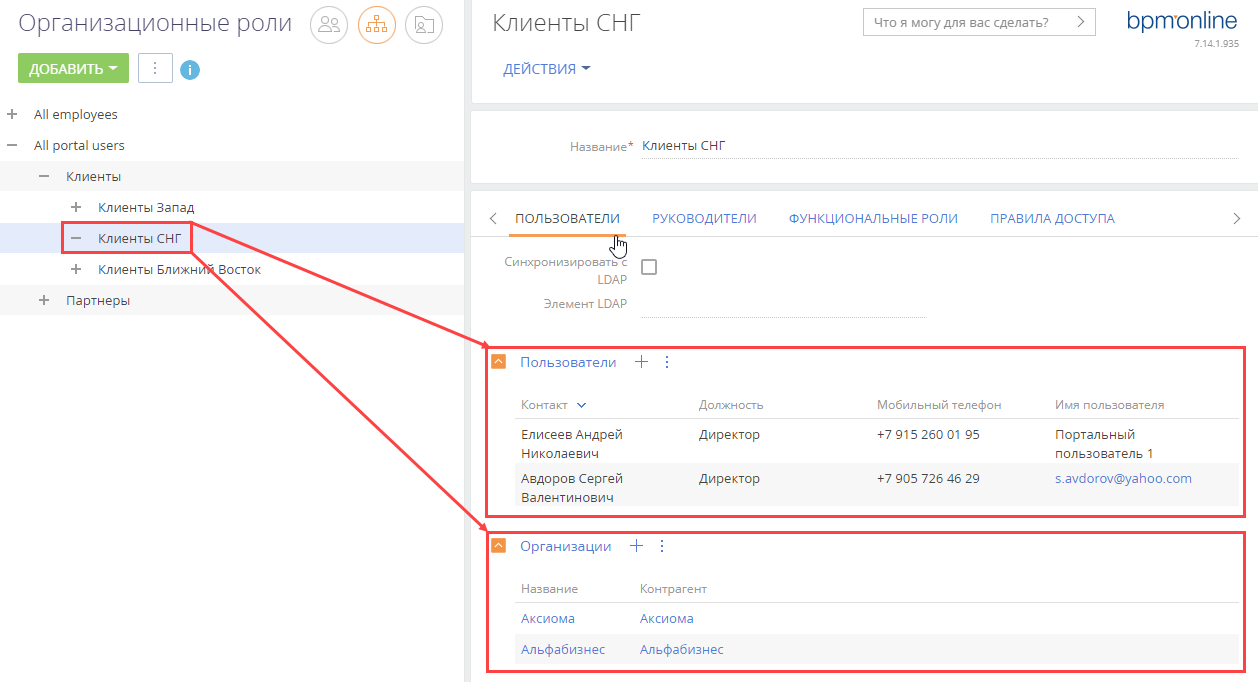 Организационные роли
ДОБАВИТЬ
i
All employees
All portal users
Клиенты
Клиенты Запад
Клиенты СНГ
Клиенты Ближний Восток
Партнеры
Клиенты СНГ
Что я могу для вас сделать?
bpmonline
7.14.1.935
ДЕЙСТВИЯ
Название* Клиенты СНГ
ПОЛЬЗОВАТЕЛИ РУКОВОДИТЕЛИ ФУНКЦИОНАЛЬНЫЕ РОЛИ ПРАВИЛА ДОСТУПА
Синхронизировать с
LDAP
Элемент LDAP
Пользователи
Контакт Должность Мобильный телефон Имя пользователя
Елисеев Андрей Директор +7 915 260 01 95 Портальный
Николаевич пользователь 1
Авдоров Сергей Директор +7 905 726 46 29 s.avdorov@yahoo.com
Валентинович
Организации
Название Контрагент
Аксиома Аксиома
Альфабизнес Альфабизнес